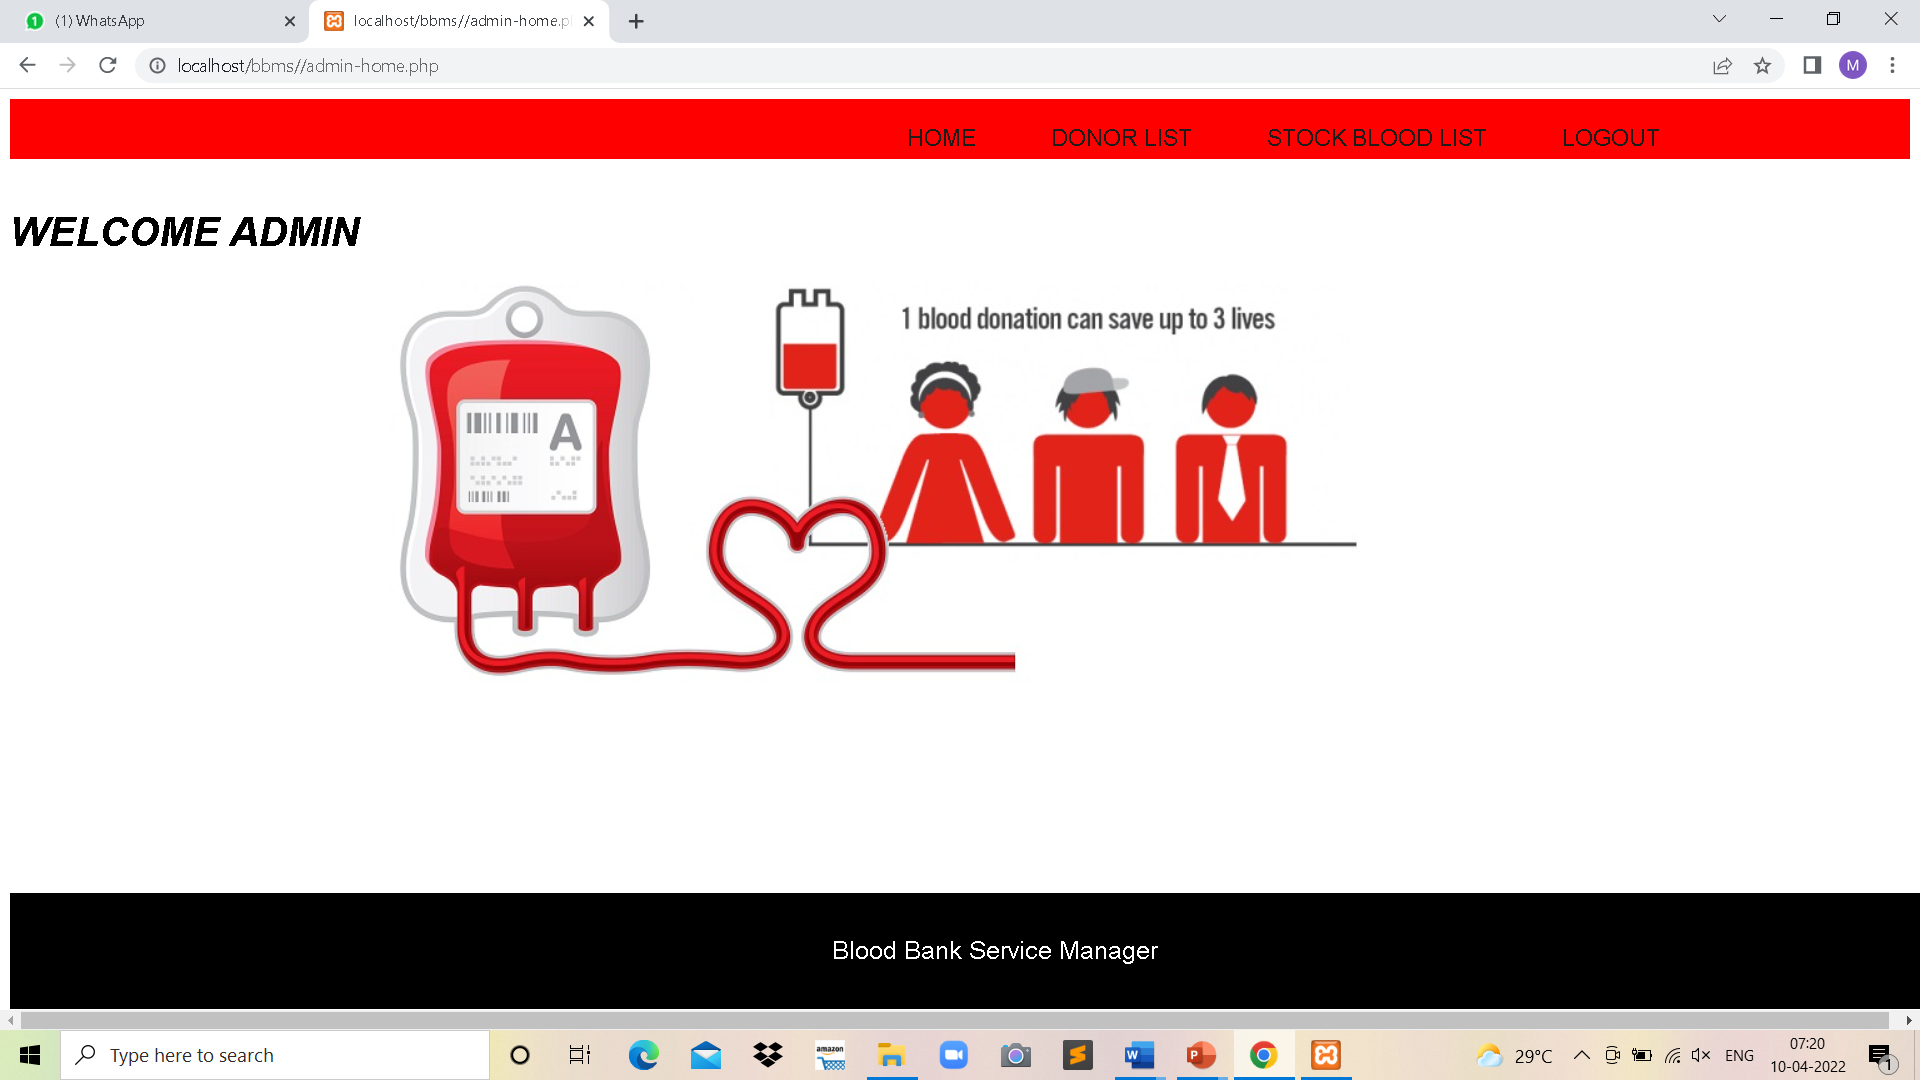 (1) WhatsApp
localhost/bbms//admin-home.p
localhost/bbms//admin-home.php
M
HOME DONOR LIST STOCK BLOOD LIST LOGOUT
WELCOME ADMIN
1 blood donation can save up to 3 lives
A
Blood Bank Service Manager
Type here to search
amazon
W
P
29°C
ENG
07:20
10-04-2022
1